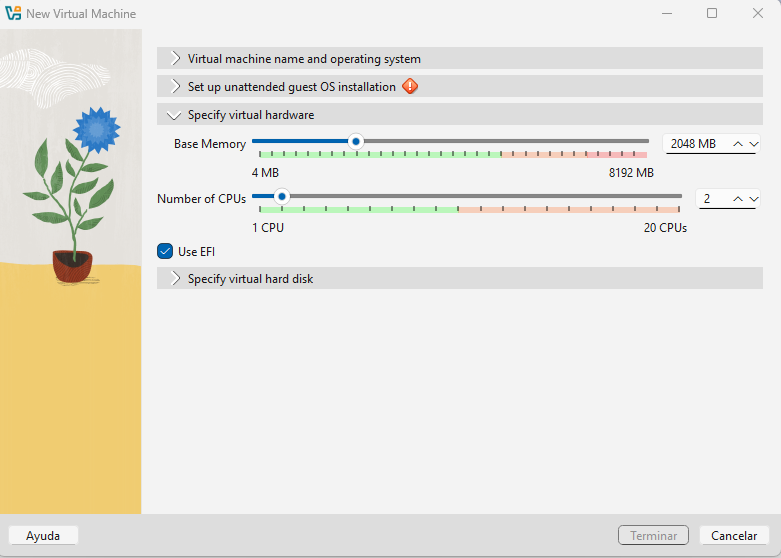 New Virtual Machine
Virtual machine name and operating system
Set up unattended guest OS installation
Specify virtual hardware
Base Memory 2048 MB
4 MB 8192 MB
Number of CPUs 2
1 CPU 20 CPUs
Use EFI
Specify virtual hard disk
Ayuda Terminar Cancelar